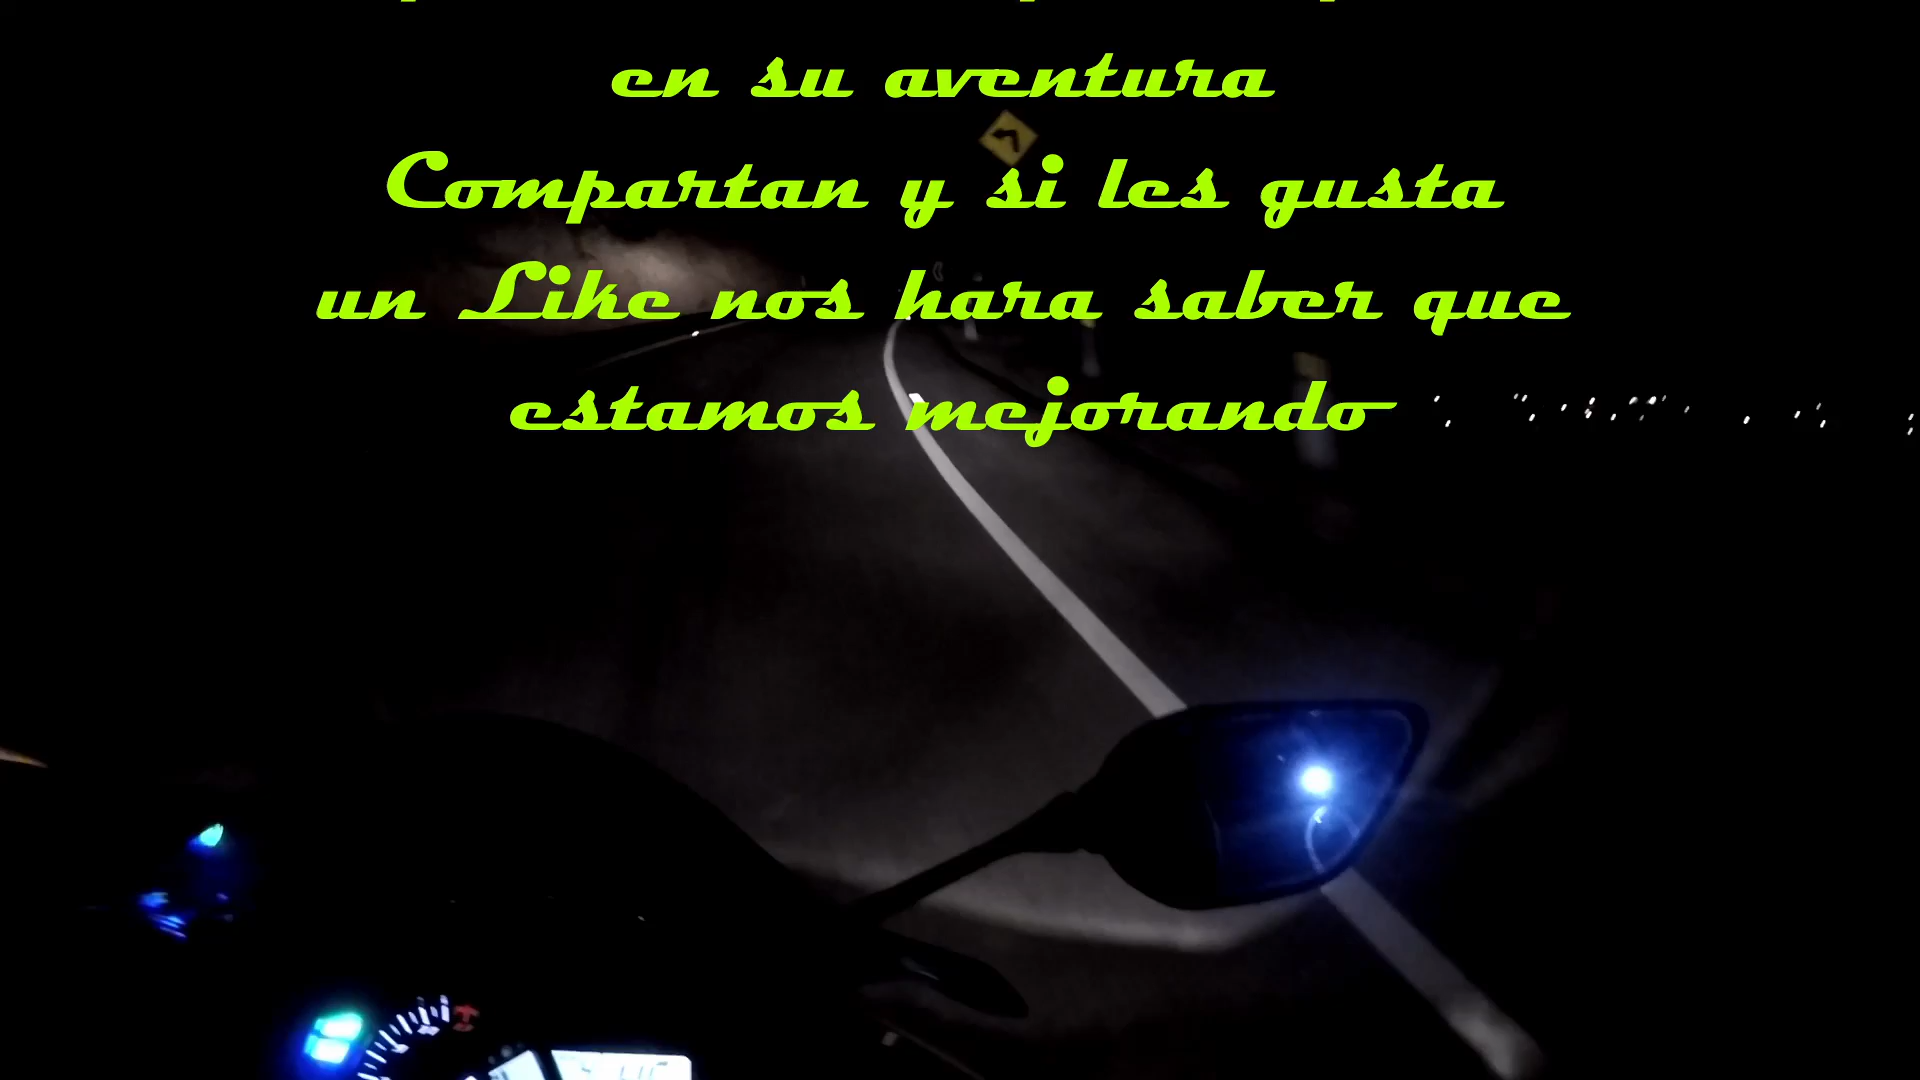 en su aventura
Compartan y si les gusta
un Like nos hara saber que
estamos mejorando